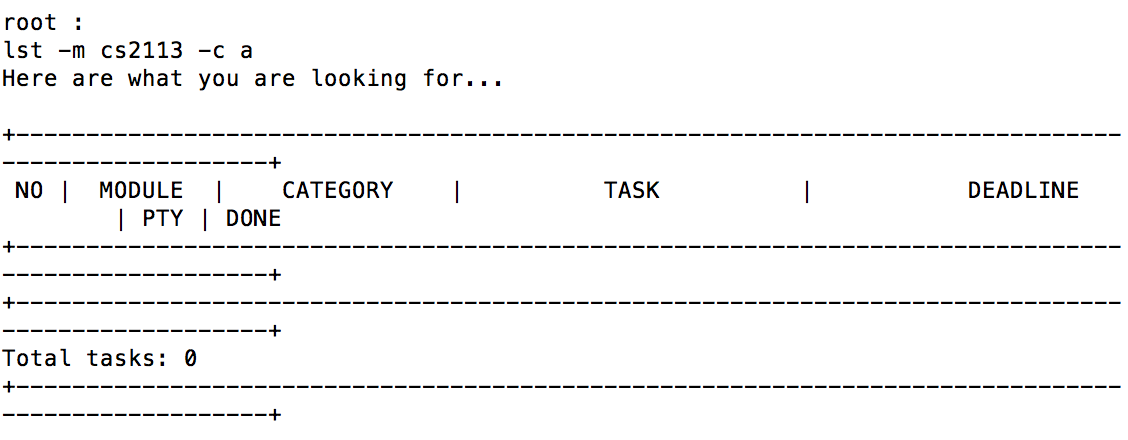 root :
lst -m cs2113 -c a
Here are what you are looking for...
+-------------------------------------------------------------------------------
-------------------+
 NO |  MODULE  |    CATEGORY    |          TASK          |           DEADLINE
        | PTY | DONE
+-------------------------------------------------------------------------------
-------------------+
+-------------------------------------------------------------------------------
-------------------+
Total tasks: 0
+-------------------------------------------------------------------------------
-------------------+